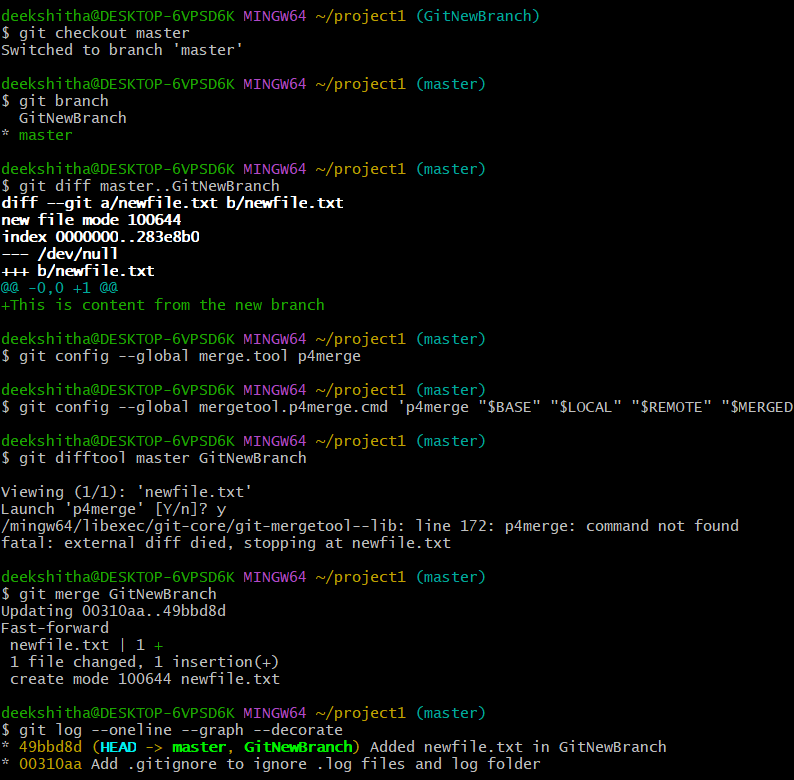 deekshitha@DESKTOP-6VPSD6K MINGW64 ~/project1 (GitNewBranch)
$ git checkout master
Switched to branch 'master'
deekshitha@DESKTOP-6VPSD6K MINGW64 ~/project1 (master)
$ git branch
  GitNewBranch
* master
deekshitha@DESKTOP-6VPSD6K MINGW64 ~/project1 (master)
$ git diff master..GitNewBranch
diff --git a/newfile.txt b/newfile.txt
new file mode 100644
index 0000000..283e8b0
--- /dev/null
+++ b/newfile.txt
@@ -0,0 +1 @@
+This is content from the new branch
deekshitha@DESKTOP-6VPSD6K MINGW64 ~/project1 (master)
$ git config --global merge.tool p4merge
deekshitha@DESKTOP-6VPSD6K MINGW64 ~/project1 (master)
$ git config --global mergetool.p4merge.cmd 'p4merge "$BASE" "$LOCAL" "$REMOTE" "$MERGED
deekshitha@DESKTOP-6VPSD6K MINGW64 ~/project1 (master)
$ git difftool master GitNewBranch
Viewing (1/1): 'newfile.txt'
Launch 'p4merge' [Y/n]? y
/mingw64/libexec/git-core/git-mergetool--lib: line 172: p4merge: command not found
fatal: external diff died, stopping at newfile.txt
deekshitha@DESKTOP-6VPSD6K MINGW64 ~/project1 (master)
$ git merge GitNewBranch
Updating 00310aa..49bbd8d
Fast-forward
 newfile.txt | 1 +
 1 file changed, 1 insertion(+)
 create mode 100644 newfile.txt
deekshitha@DESKTOP-6VPSD6K MINGW64 ~/project1 (master)
$ git log --oneline --graph --decorate
* 49bbd8d (HEAD -> master, GitNewBranch) Added newfile.txt in GitNewBranch
* 00310aa Add .gitignore to ignore .log files and log folder